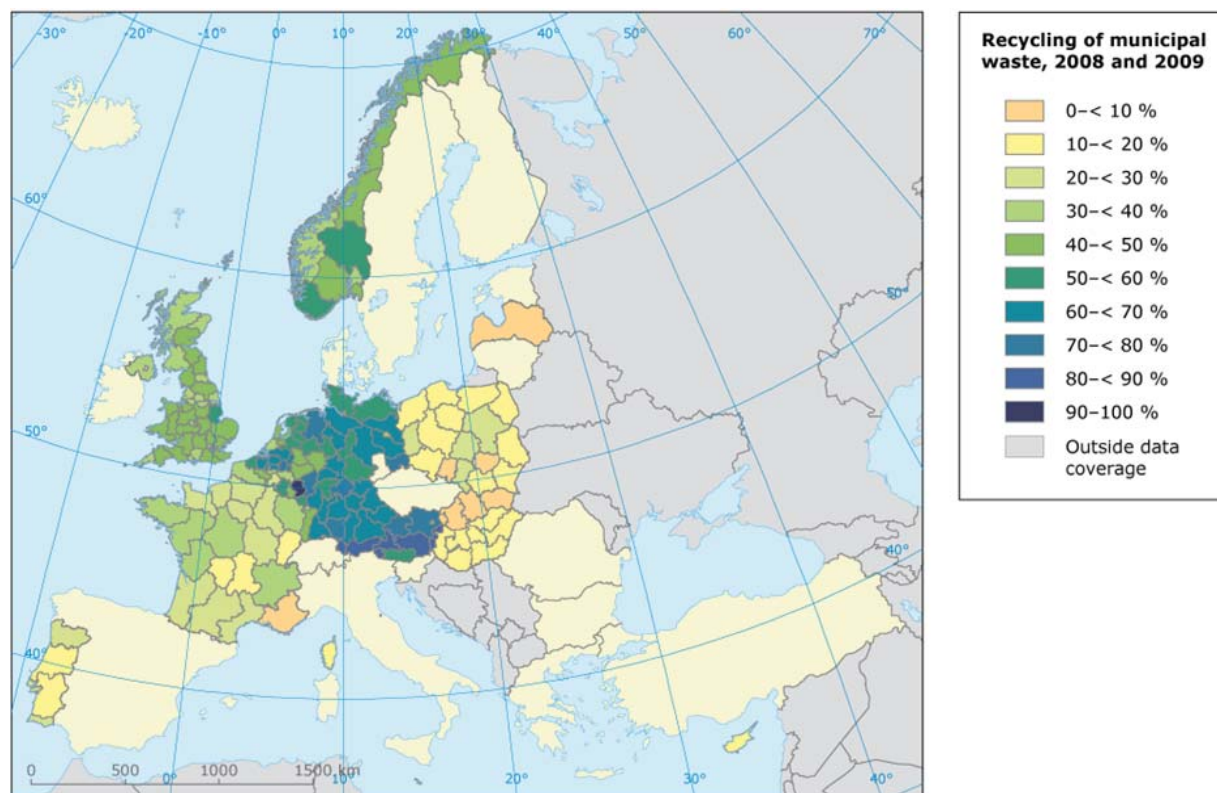 -30°
-20°
-10°
0°
10°
20°
30°
40°
50°
60°
70°
60°
50°
50°
40°
40°
0
500
0°
1000
1500 km
10°
20°
30°
40°
Recycling of municipal
waste, 2008 and 2009
0–< 10 %
10–< 20 %
20–< 30 %
30–< 40 %
40–< 50 %
50–< 60 %
60–< 70 %
70–< 80 %
80–< 90 %
90–100 %
Outside data
coverage